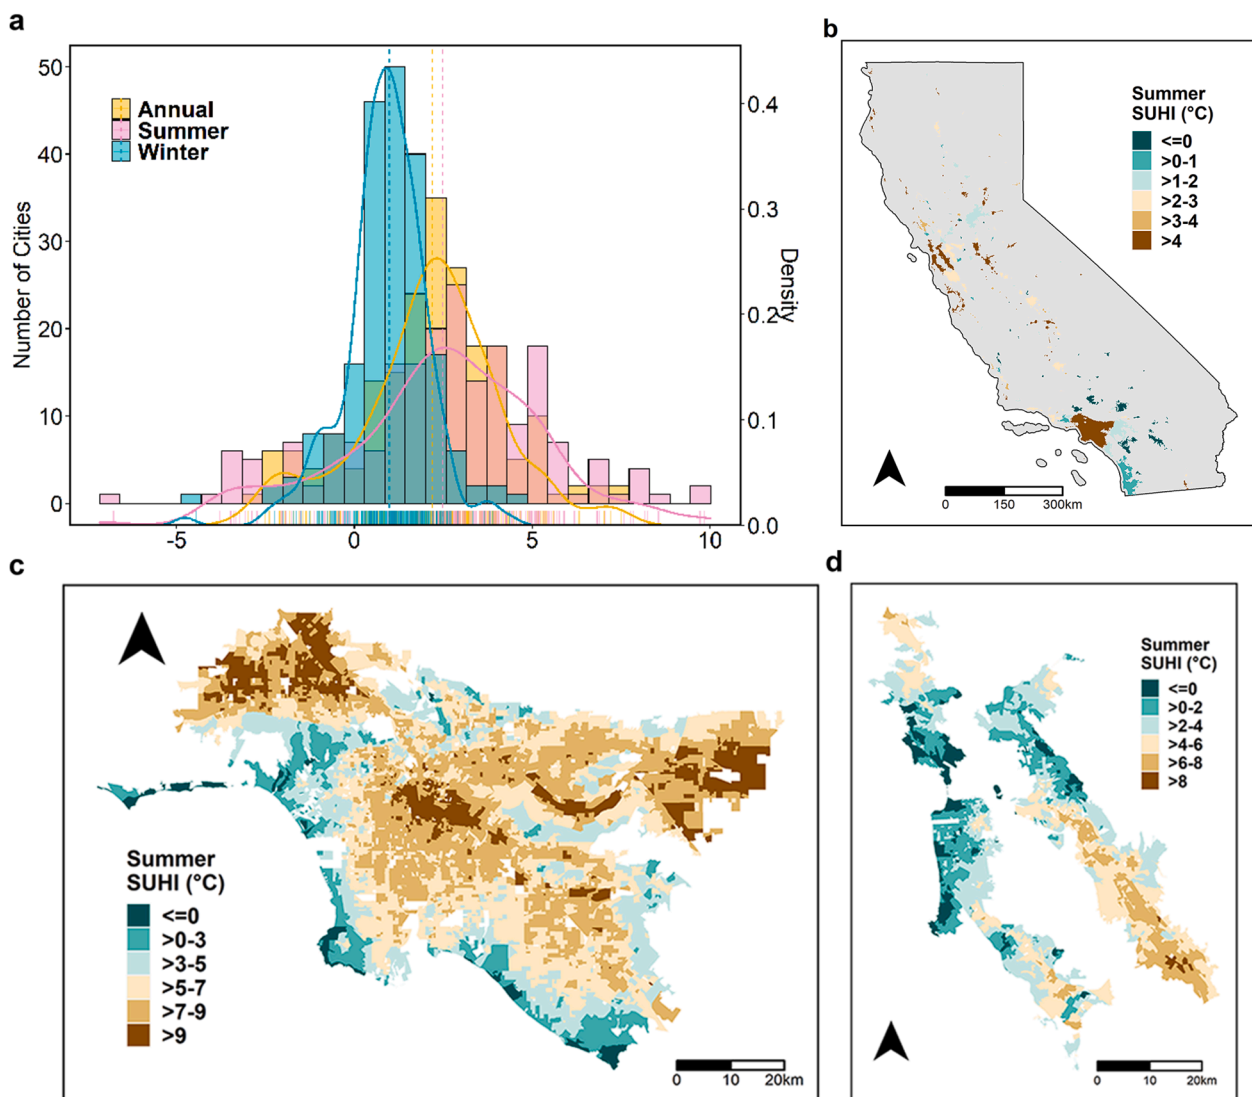 a
50
40
30
20
10
0
Number of Cities
Annual
Summer
Winter
0.4
0.3
0.2
0.1
0.0
Density
-5
0
5
10
b
Summer
SUHI (°C)
<=0
>0-1
>1-2
>2-3
>3-4
>4
0 150 300km
c
Summer
SUHI (°C)
<=0
>0-3
>3-5
>5-7
>7-9
>9
0 10 20km
d
Summer
SUHI (°C)
<=0
>0-2
>2-4
>4-6
>6-8
>8
0 10 20km